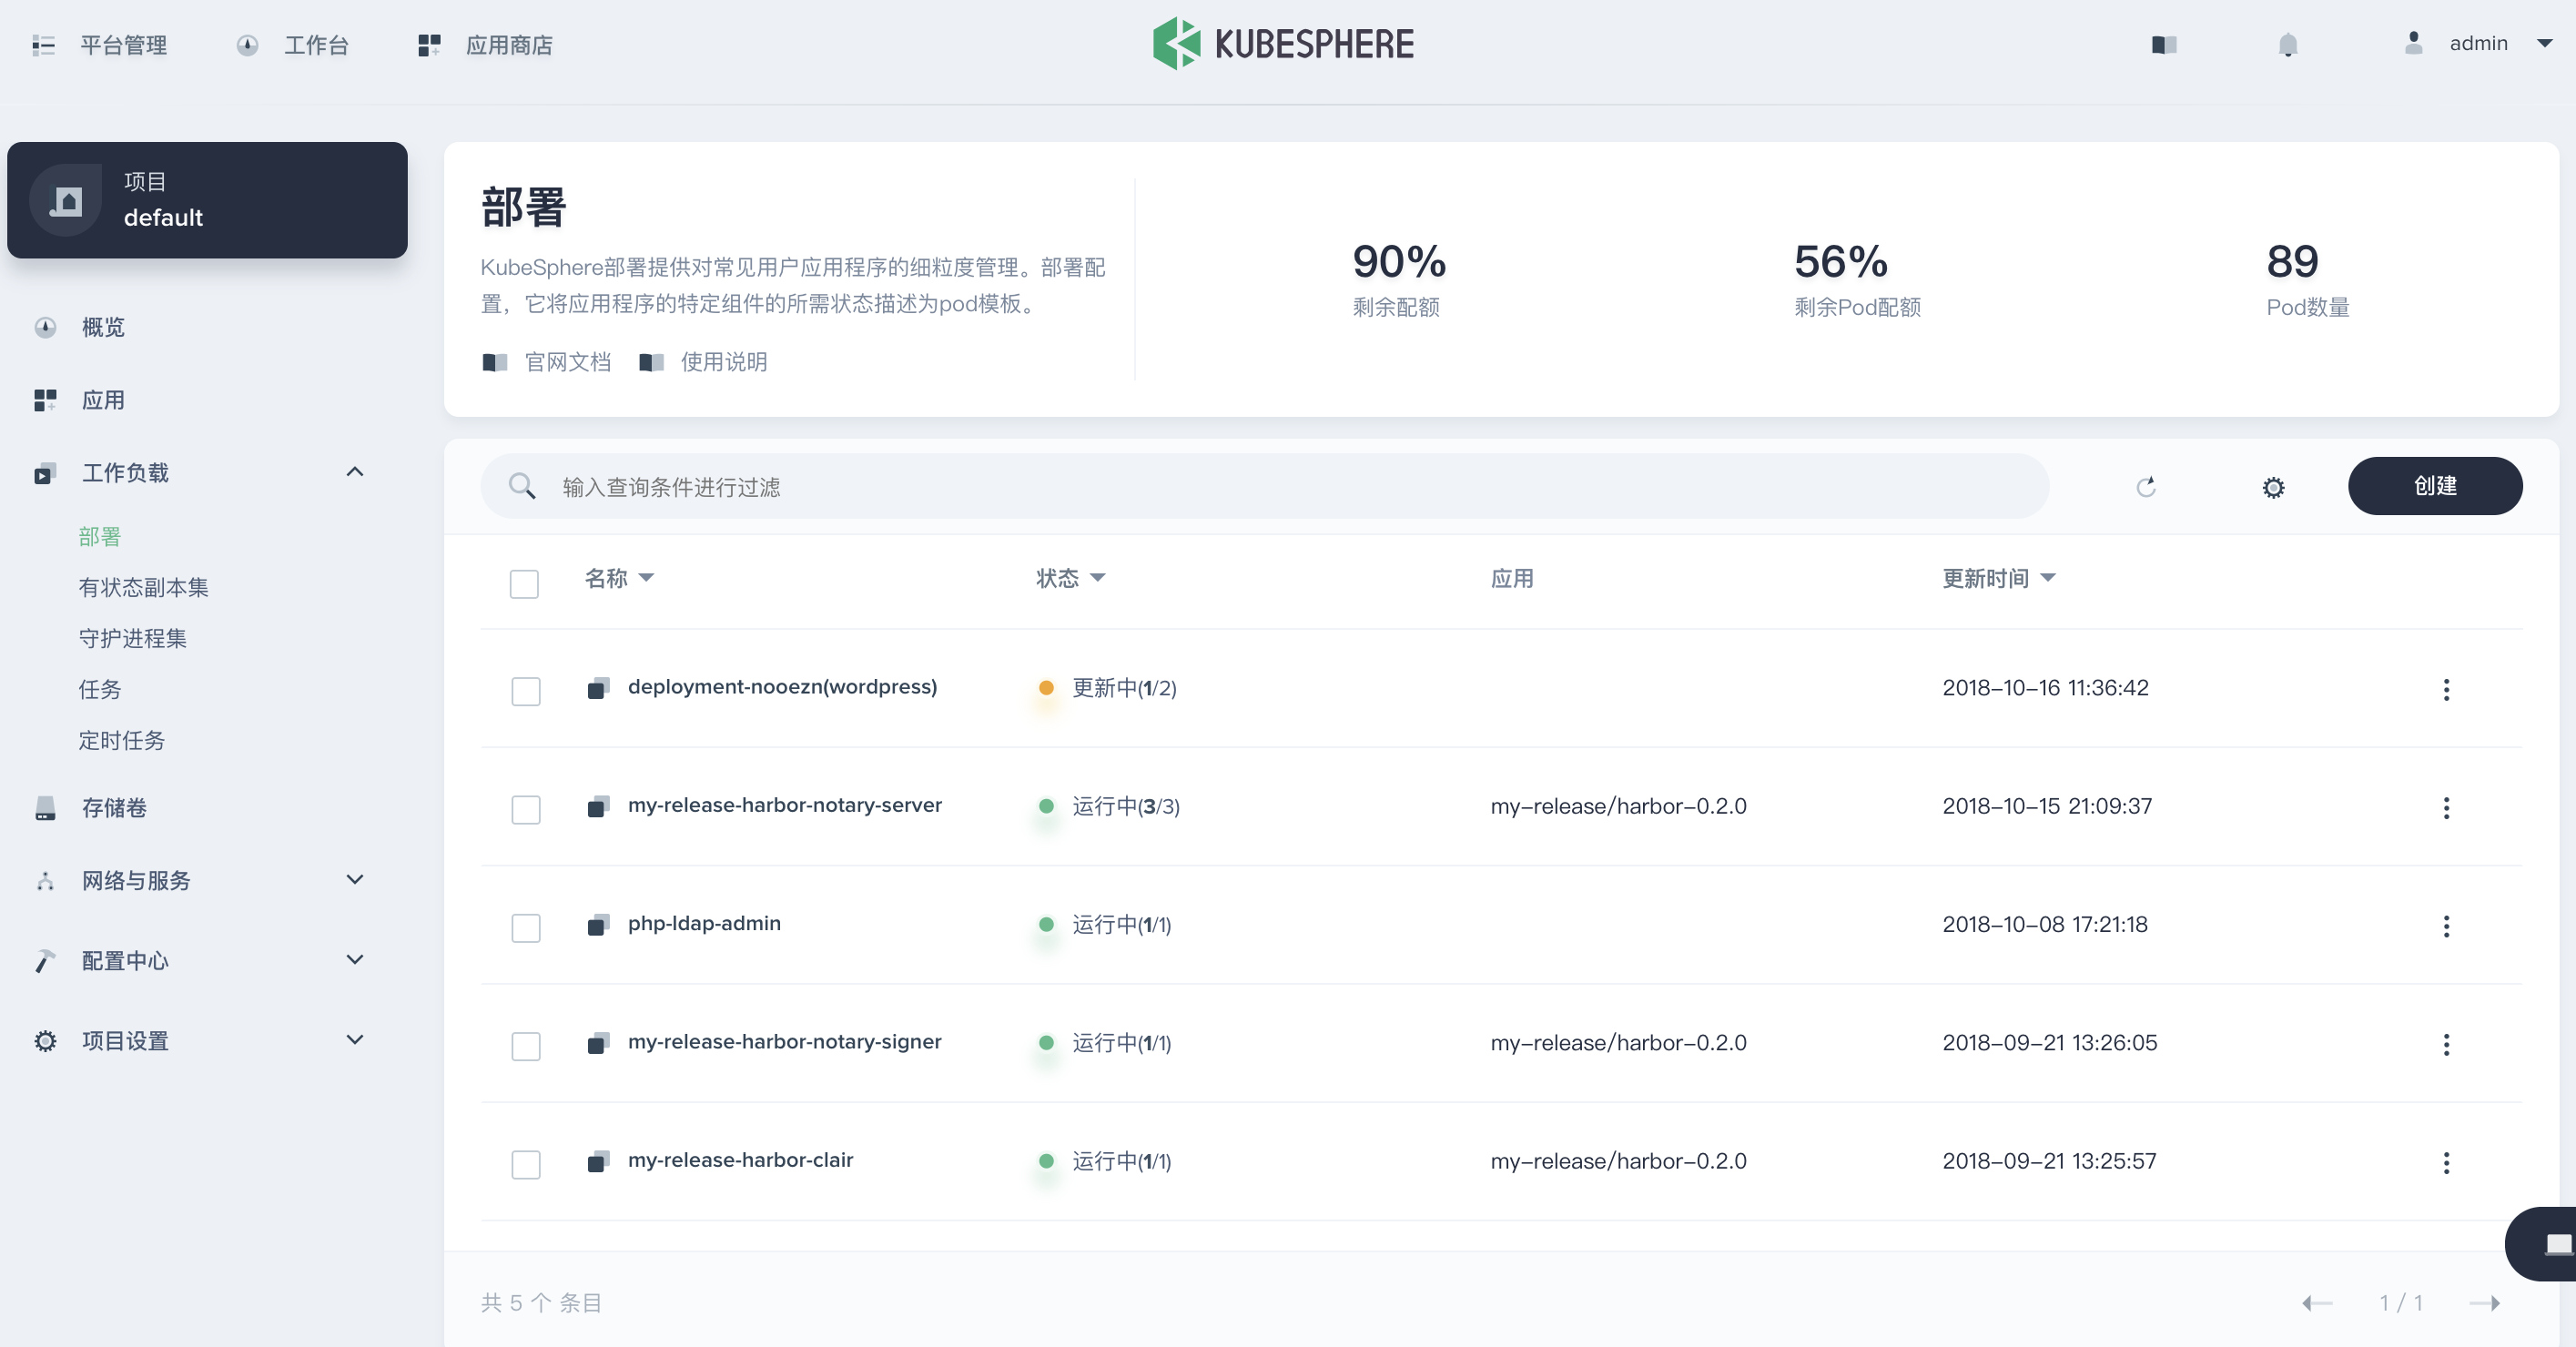 平台管理 工作台 应用商店 KUBESPHERE admin
项目
default
概览
应用
工作负载
部署
有状态副本集
守护进程集
任务
定时任务
存储卷
网络与服务
配置中心
项目设置
部署
KubeSphere部署提供对常见用户应用程序的细粒度管理。部署配
置，它将应用程序的特定组件的所需状态描述为pod模板。
官网文档 使用说明
90%
剩余配额
56%
剩余Pod配额
89
Pod数量
输入查询条件进行过滤 创建
名称 状态 应用 更新时间
deployment-nooezn(wordpress) 更新中(1/2) 2018-10-16 11:36:42
my-release-harbor-notary-server 运行中(3/3) my-release/harbor-0.2.0 2018-10-15 21:09:37
php-ldap-admin 运行中(1/1) 2018-10-08 17:21:18
my-release-harbor-notary-signer 运行中(1/1) my-release/harbor-0.2.0 2018-09-21 13:26:05
my-release-harbor-clair 运行中(1/1) my-release/harbor-0.2.0 2018-09-21 13:25:57
共 5 个 条目 1 / 1